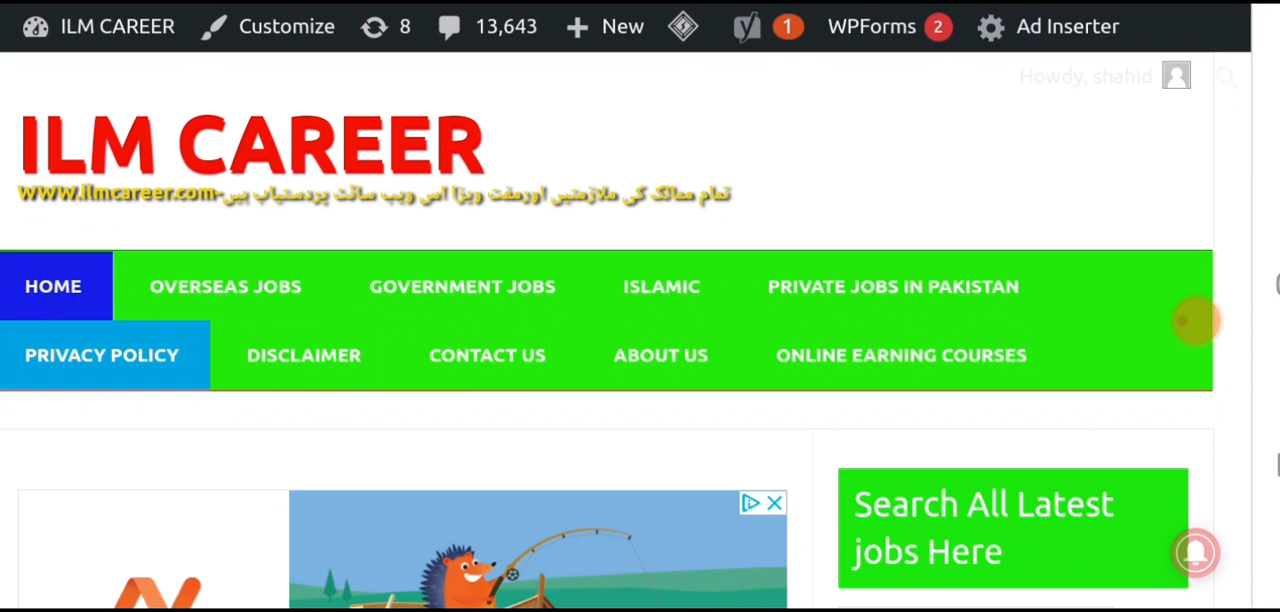 ILM CAREER Customize 8 13,643 New 1 WPForms 2 Ad Inserter
Howdy, shahid
ILM CAREER
تمام ممالک کی ملازمتیں اورمفت ویزا اس ویب سائٹ پردستیاب ہیں-www.ilmcareer.com
HOME OVERSEAS JOBS GOVERNMENT JOBS ISLAMIC PRIVATE JOBS IN PAKISTAN
PRIVACY POLICY DISCLAIMER CONTACT US ABOUT US ONLINE EARNING COURSES
Search All Latest
jobs Here